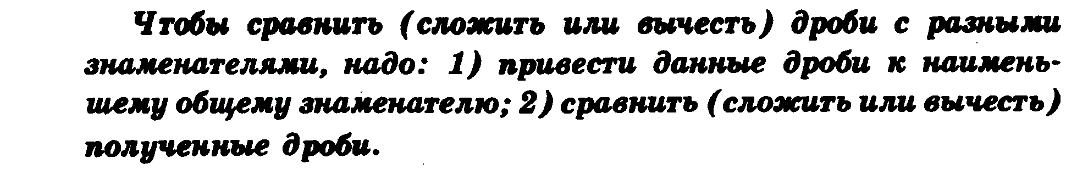 Чтобы сравнить (сложить или вычесть) дроби с разными
знаменателями, надо: 1) привести данные дроби к наимень-
шему общему знаменателю; 2) сравнить (сложить или вычесть)
полученные дроби.